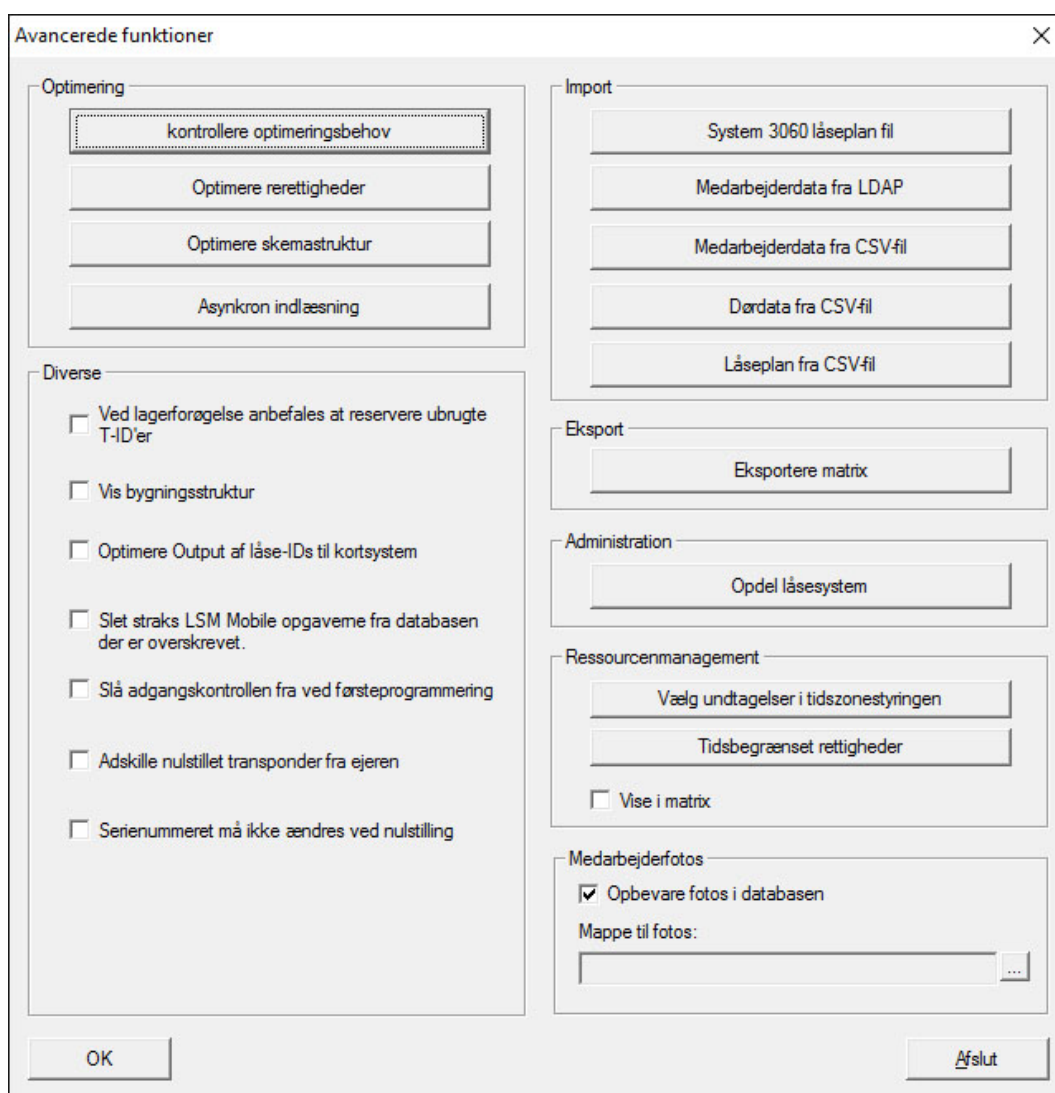 Avancerede funktioner
Optimering
kontrollere optimeringsbehov
Optimere rerettigheder
Optimere skemastruktur
Asynkron indlæsning
Diverse
Ved lagerforøgelse anbefales at reservere ubrugte
T-ID'er
Vis bygningsstruktur
Optimere Output af låse-IDs til kortsystem
Slet straks LSM Mobile opgaverne fra databasen
der er overskrevet.
Slå adgangskontrollen fra ved førsteprogrammering
Adskille nulstillet transponder fra ejeren
Serienummeret må ikke ændres ved nulstilling
Import
System 3060 låseplan fil
Medarbejderdata fra LDAP
Medarbejderdata fra CSV-fil
Dørdata fra CSV-fil
Låseplan fra CSV-fil
Eksport
Eksportere matrix
Administration
Opdel låsesystem
Ressourcenmanagement
Vælg undtagelser i tidszonestyringen
Tidsbegrænset rettigheder
Vise i matrix
Medarbejderfotos
Opbevare fotos i databasen
Mappe til fotos:
...
OK
Afslut